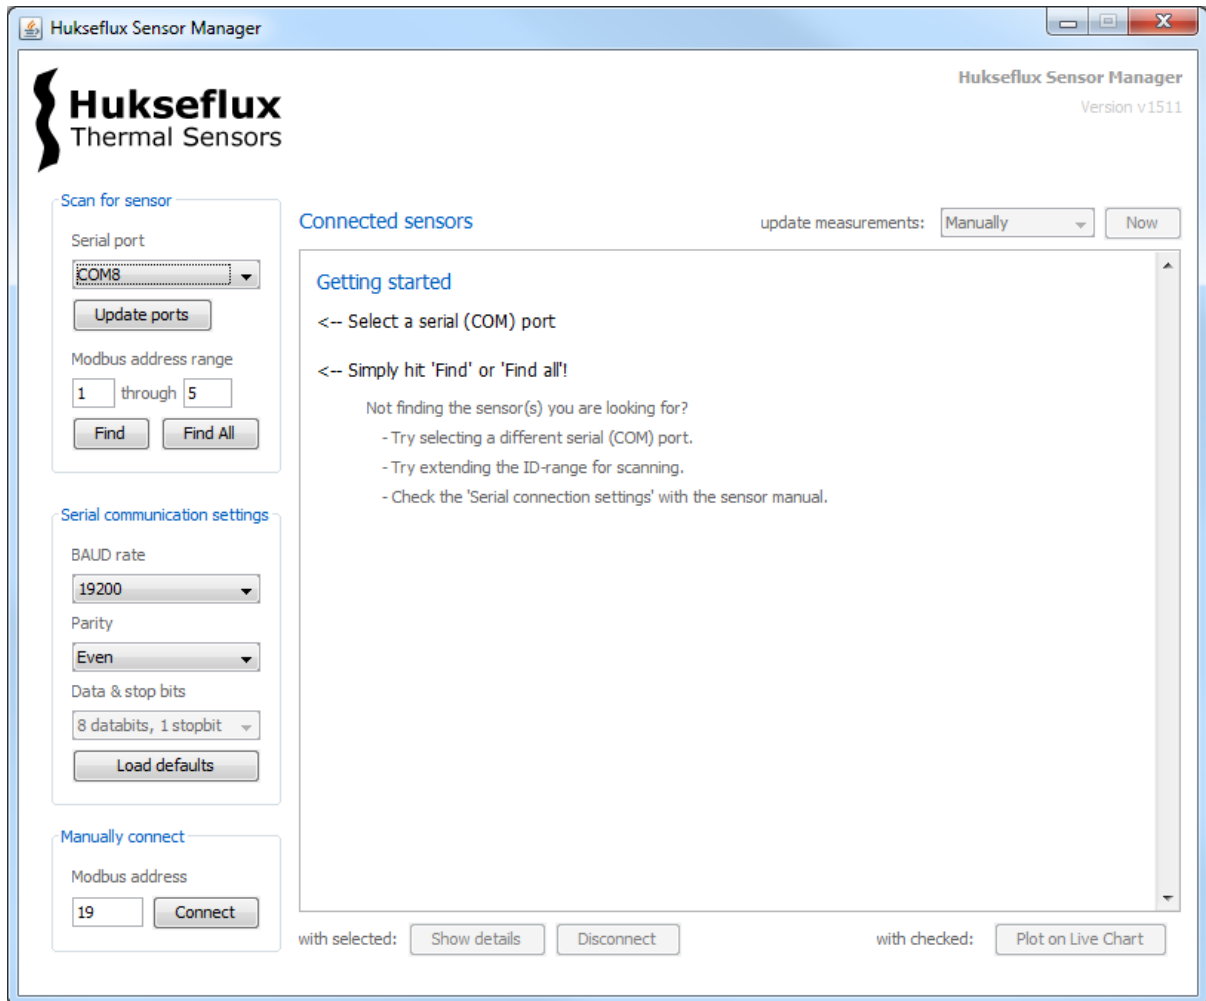 Hukseflux Sensor Manager
Hukseflux
Thermal Sensors
Hukseflux Sensor Manager
Version v1511
Scan for sensor
Serial port
COM8
Update ports
Modbus address range
1 through 5
Find Find All
Serial communication settings
BAUD rate
19200
Parity
Even
Data & stop bits
8 databits, 1 stopbit
Load defaults
Manually connect
Modbus address
19 Connect
Connected sensors
update measurements: Manually Now
Getting started
<-- Select a serial (COM) port
<-- Simply hit 'Find' or 'Find all'!
Not finding the sensor(s) you are looking for?
- Try selecting a different serial (COM) port.
- Try extending the ID-range for scanning.
- Check the 'Serial connection settings' with the sensor manual.
with selected: Show details Disconnect
with checked: Plot on Live Chart